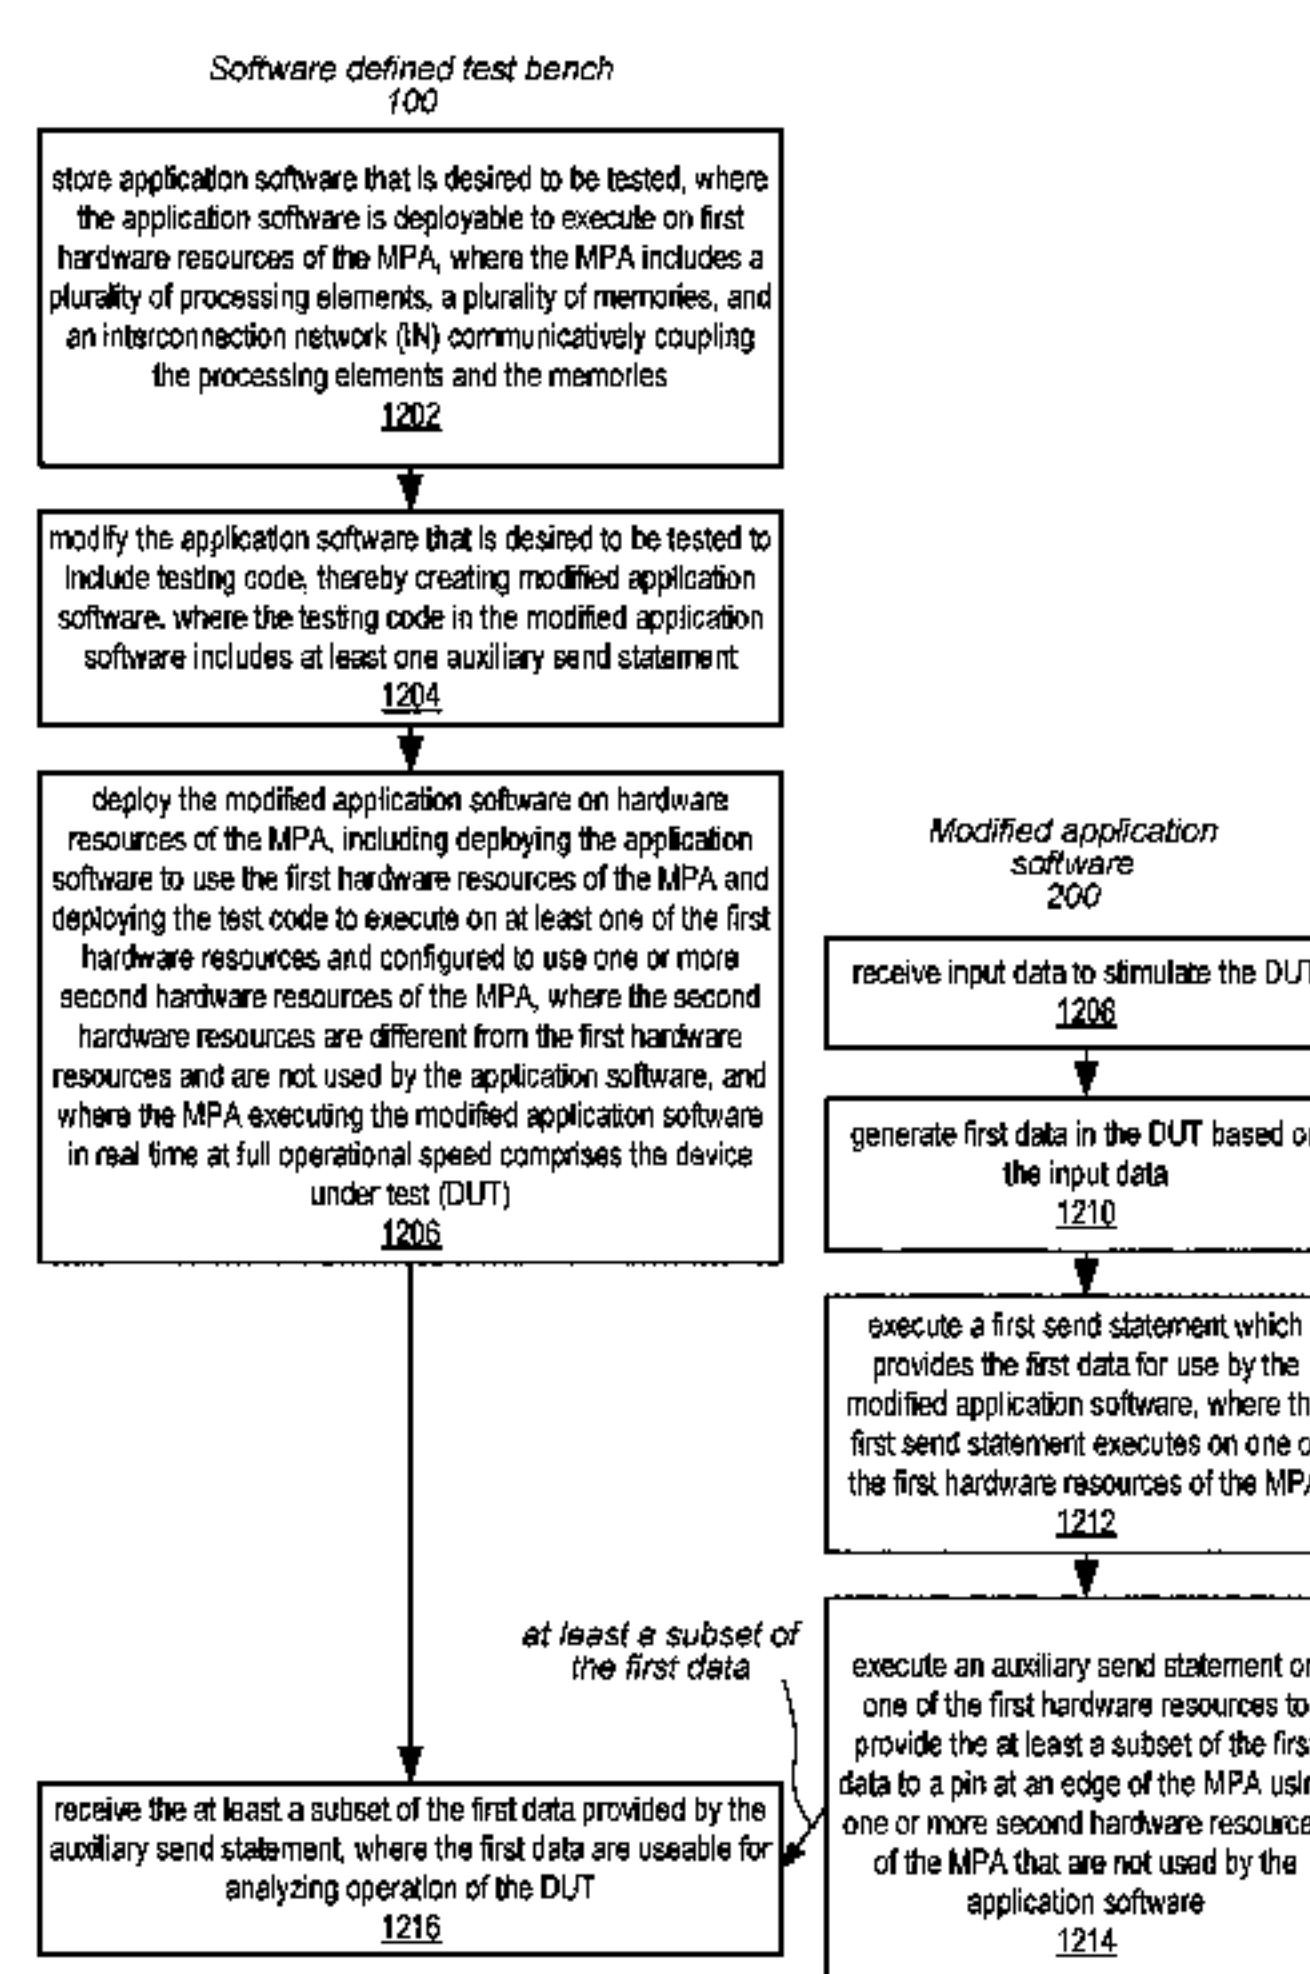 Software defined test bench
100
store application software that is desired to be tested, where
the application software is deployable to execute on first
hardware resources of the MPA, where the MPA includes a
plurality of processing elements, a plurality of memories, and
an interconnection network (IN) communicatively coupling
the processing elements and the memories
1202
modify the application software that is desired to be tested to
include testing code, thereby creating modified application
software, where the testing code in the modified application
software includes at least one auxiliary send statement
1204
deploy the modified application software on hardware
resources of the MPA, including deploying the application
software to use the first hardware resources of the MPA and
deploying the test code to execute on at least one of the first
hardware resources and configured to use one or more
second hardware resources of the MPA, where the second
hardware resources are different from the first hardware
resources and are not used by the application software, and
where the MPA executing the modified application software
in real time at full operational speed comprises the device
under test (DUT)
1206
Modified application
software
200
receive input data to stimulate the DUT
1208
generate first data in the DUT based
the input data
1210
execute a first send statement which
provides the first data for use by the
modified application software, where
first send statement executes on one
the first hardware resources of the MPA
1212
at least a subset of
the first data
execute an auxiliary send statement
one of the first hardware resources to
provide the at least a subset of the
data to a pin at an edge of the MPA
one or more second hardware
of the MPA that are not used by the
application software
1214
receive the at least a subset of the first data provided by the
auxiliary send statement, where the first data are useable for
analyzing operation of the DUT
1216